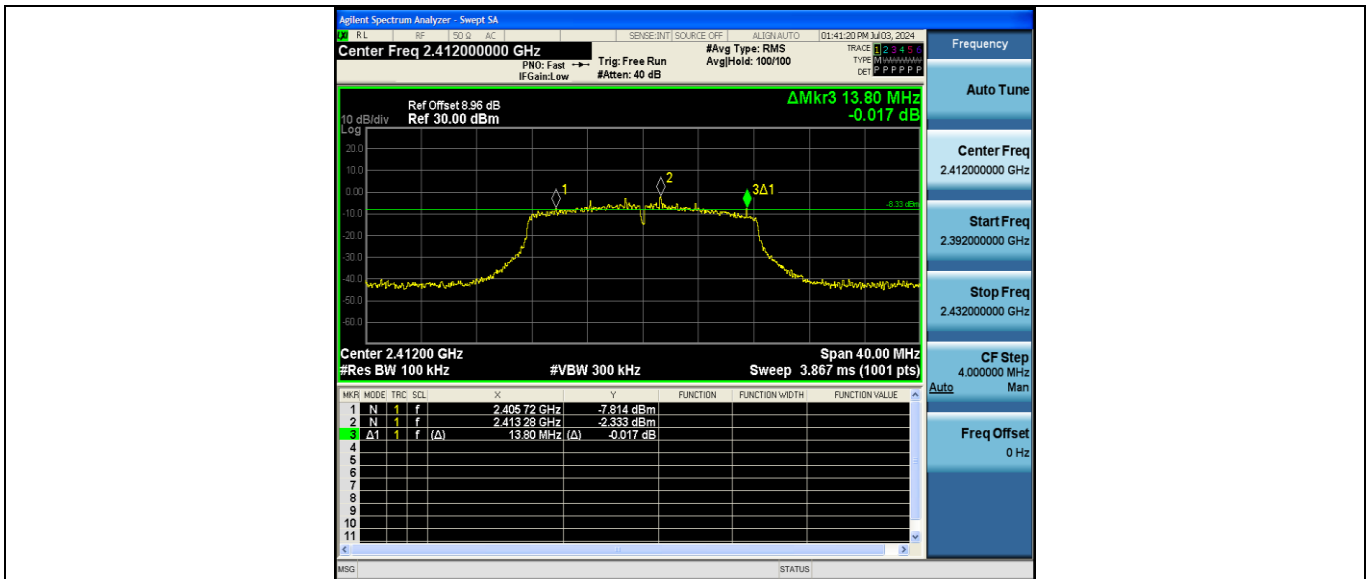 Agilent Spectrum Analyzer - Swept SA
RL RF 50 Ω AC SENSE:INT SOURCE OFF ALIGN AUTO 01:41:20 PM Jul 03, 2024
Center Freq 2.412000000 GHz
PNO: Fast
IFGain:Low
Trig: Free Run
#Atten: 40 dB
#Avg Type: RMS
Avg|Hold: 100/100
TRACE 1 2 3 4 5 6
TYPE M
DET P P P P P P
Frequency
Auto Tune
Center Freq
2.412000000 GHz
Start Freq
2.392000000 GHz
Stop Freq
2.432000000 GHz
CF Step
4.000000 MHz
Auto Man
Freq Offset
0 Hz
ΔMkr3 13.80 MHz
-0.017 dB
Ref Offset 8.96 dB
10 dB/div Ref 30.00 dBm
Log
20.0
10.0
0.00
-10.0
-20.0
-30.0
-40.0
-50.0
-60.0
1
2
3Δ1
-8.33 dBm
Center 2.41200 GHz Span 40.00 MHz
#Res BW 100 kHz #VBW 300 kHz Sweep 3.867 ms (1001 pts)
MKR MODE TRC SCL X Y FUNCTION FUNCTION WIDTH FUNCTION VALUE
1 N 1 f 2.405 72 GHz -7.814 dBm
2 N 1 f 2.413 28 GHz -2.333 dBm
3 Δ1 1 f (Δ) 13.80 MHz (Δ) -0.017 dB
4
5
6
7
8
9
10
11
MSG STATUS